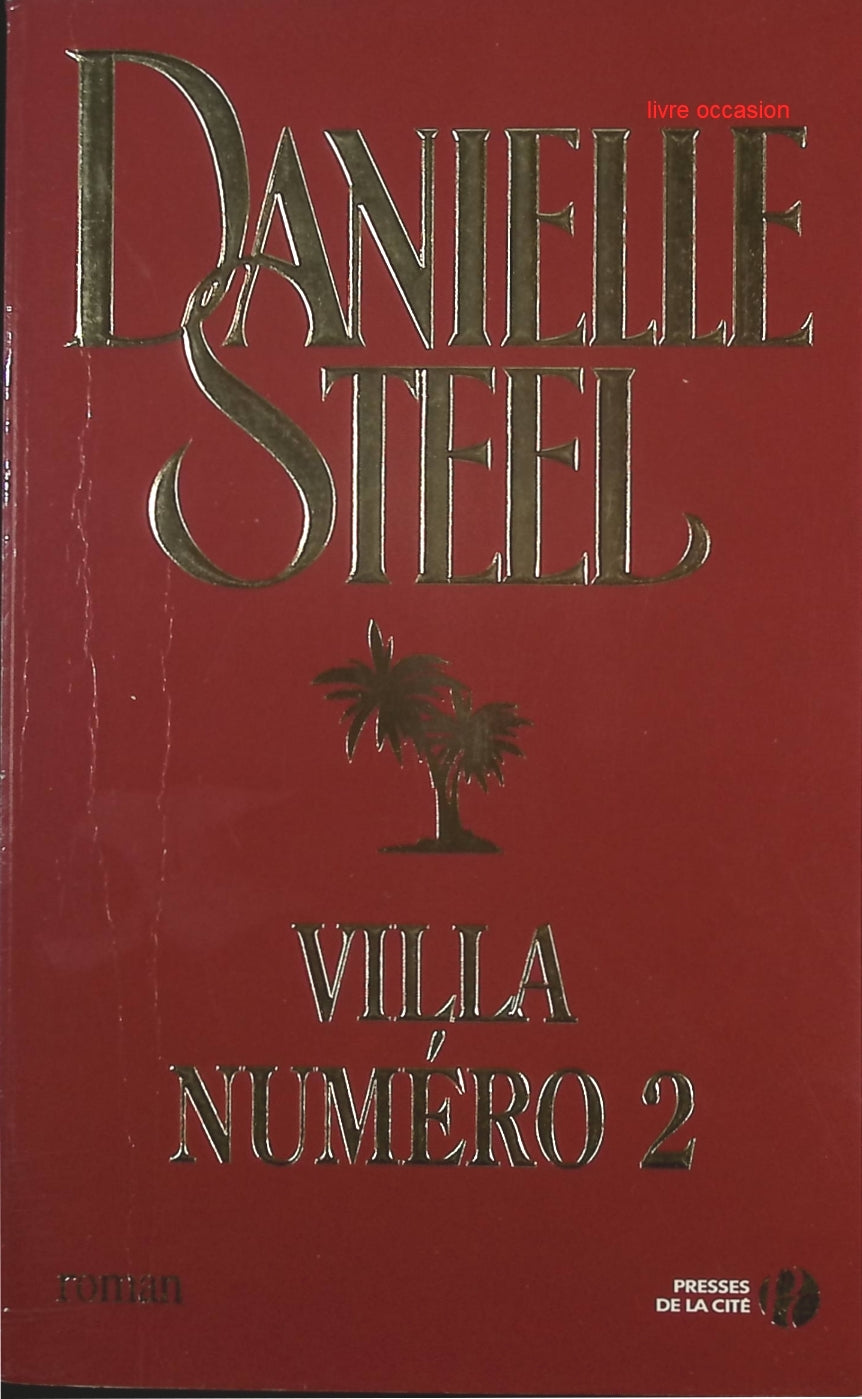 livre occasion
DANIELLE
STEEL
VILLA
NUMÉRO 2
roman
PRESSES
DE LA CITÉ